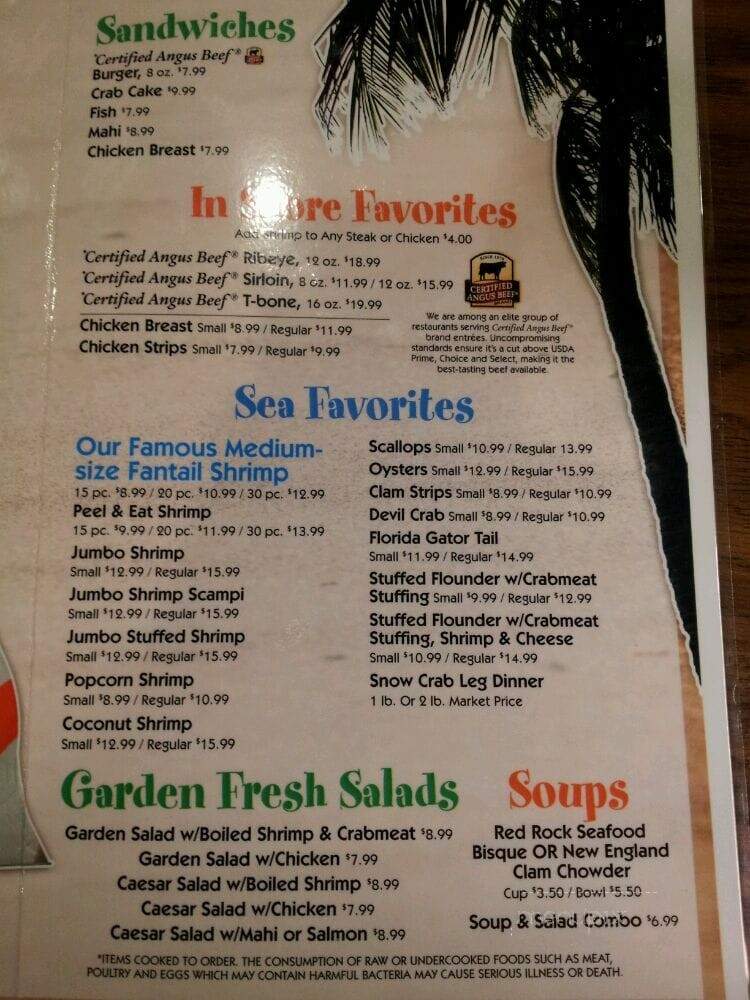 Sandwiches
*Certified Angus Beef®
Burger, 8 oz. $7.99
Crab Cake $9.99
Fish $7.99
Mahi $8.99
Chicken Breast $7.99
In Shore Favorites
Add Shrimp to Any Steak or Chicken $4.00
*Certified Angus Beef® Ribeye, 12 oz. $18.99
*Certified Angus Beef® Sirloin, 8 oz. $11.99 / 12 oz. $15.99
*Certified Angus Beef® T-bone, 16 oz. $19.99
Chicken Breast Small $8.99 / Regular $11.99
Chicken Strips Small $7.99 / Regular $9.99
SINCE 1978
CERTIFIED
ANGUS BEEF®
We are among an elite group of
restaurants serving Certified Angus Beef®
brand entrées. Uncompromising
standards ensure it's a cut above USDA
Prime, Choice and Select, making it the
best-tasting beef available.
Sea Favorites
Our Famous Medium-
size Fantail Shrimp
15 pc. $8.99 / 20 pc. $10.99 / 30 pc. $12.99
Peel & Eat Shrimp
15 pc. $9.99 / 20 pc. $11.99 / 30 pc. $13.99
Jumbo Shrimp
Small $12.99 / Regular $15.99
Jumbo Shrimp Scampi
Small $12.99 / Regular $15.99
Jumbo Stuffed Shrimp
Small $12.99 / Regular $15.99
Popcorn Shrimp
Small $8.99 / Regular $10.99
Coconut Shrimp
Small $12.99 / Regular $15.99
Scallops Small $10.99 / Regular 13.99
Oysters Small $12.99 / Regular $15.99
Clam Strips Small $8.99 / Regular $10.99
Devil Crab Small $8.99 / Regular $10.99
Florida Gator Tail
Small $11.99 / Regular $14.99
Stuffed Flounder w/Crabmeat
Stuffing Small $9.99 / Regular $12.99
Stuffed Flounder w/Crabmeat
Stuffing, Shrimp & Cheese
Small $10.99 / Regular $14.99
Snow Crab Leg Dinner
1 lb. Or 2 lb. Market Price
Garden Fresh Salads
Garden Salad w/Boiled Shrimp & Crabmeat $8.99
Garden Salad w/Chicken $7.99
Caesar Salad w/Boiled Shrimp $8.99
Caesar Salad w/Chicken $7.99
Caesar Salad w/Mahi or Salmon $8.99
Soups
Red Rock Seafood
Bisque OR New England
Clam Chowder
Cup $3.50 / Bowl $5.50
Soup & Salad Combo $6.99
*ITEMS COOKED TO ORDER. THE CONSUMPTION OF RAW OR UNDERCOOKED FOODS SUCH AS MEAT,
POULTRY AND EGGS WHICH MAY CONTAIN HARMFUL BACTERIA MAY CAUSE SERIOUS ILLNESS OR DEATH.